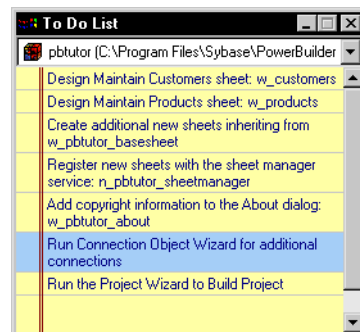 To Do List
pbtutor (C:\Program Files\Sybase\PowerBuilder
Design Maintain Customers sheet: w_customers
Design Maintain Products sheet: w_products
Create additional new sheets inheriting from
w_pbtutor_basesheet
Register new sheets with the sheet manager
service: n_pbtutor_sheetmanager
Add copyright information to the About dialog:
w_pbtutor_about
Run Connection Object Wizard for additional
connections
Run the Project Wizard to Build Project